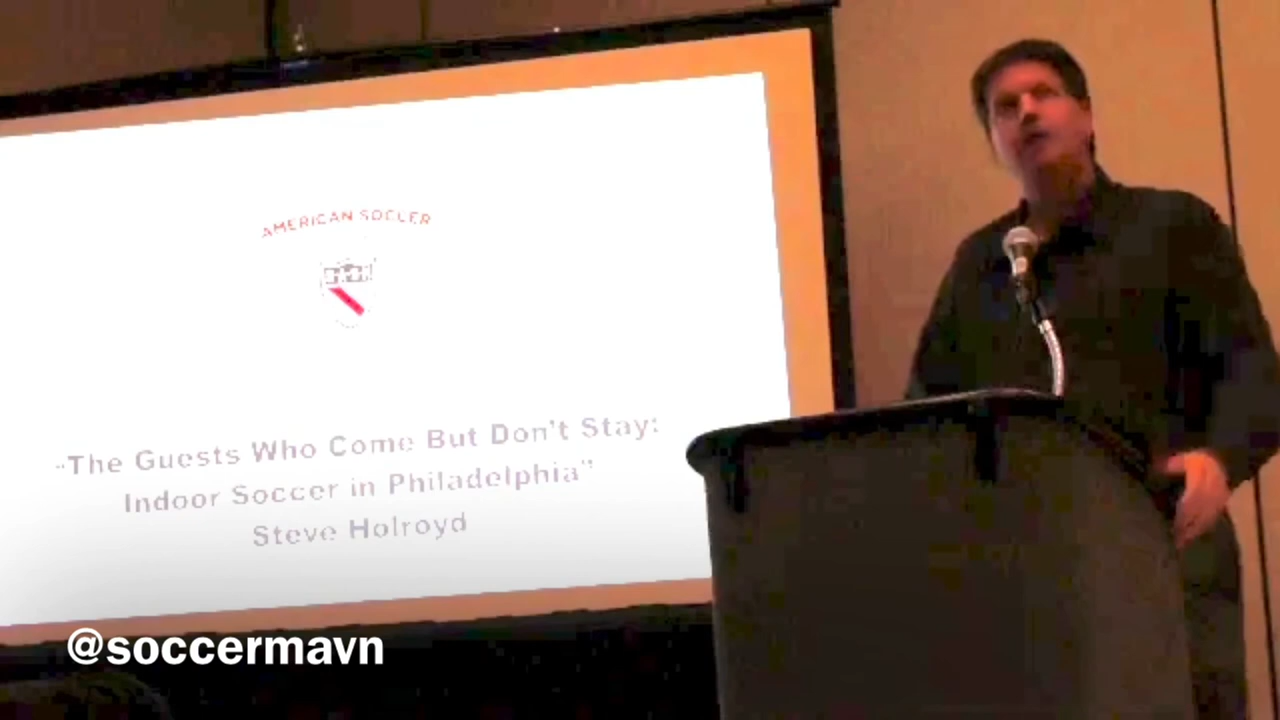 AMERICAN SOCCER
"The Guests Who Come But Don't Stay:
Indoor Soccer in Philadelphia"
Steve Holroyd
@soccermavn